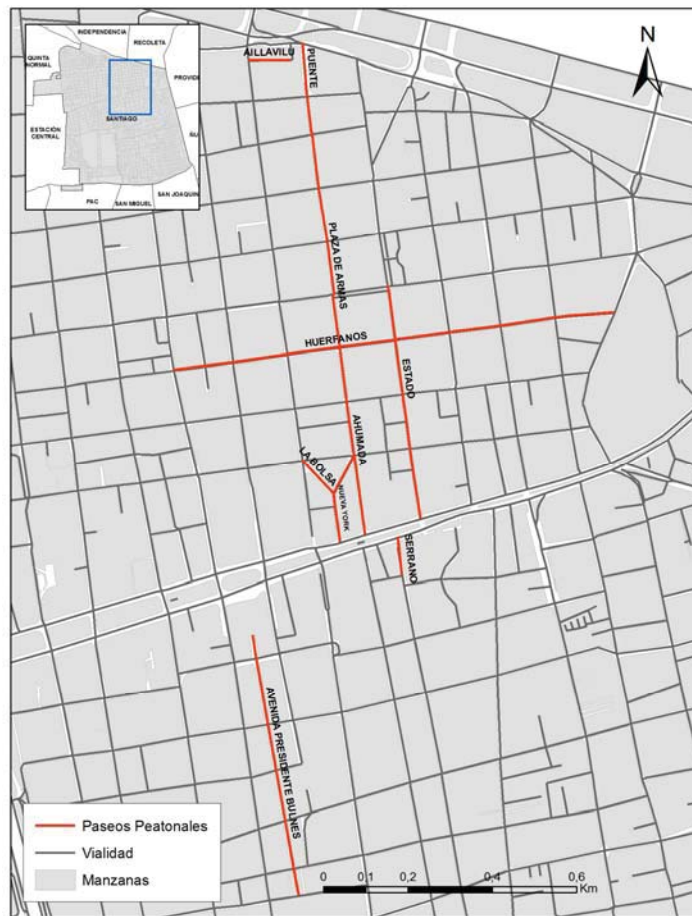 INDEPENDENCIA
RECOLETA
QUINTA
NORMAL
PROVID
ESTACIÓN
CENTRAL
SANTIAGO
ÑU
PAC
SAN MIGUEL
SAN JOAQUIN
N
AILLAVILU
PUENTE
PLAZA DE ARMAS
HUERFANOS
ESTADO
AHUMADA
LA BOLSA
NUEVA YORK
SERRANO
AVENIDA PRESIDENTE BULNES
Paseos Peatonales
Vialidad
Manzanas
0 0,1 0,2 0,4 0,6
Km